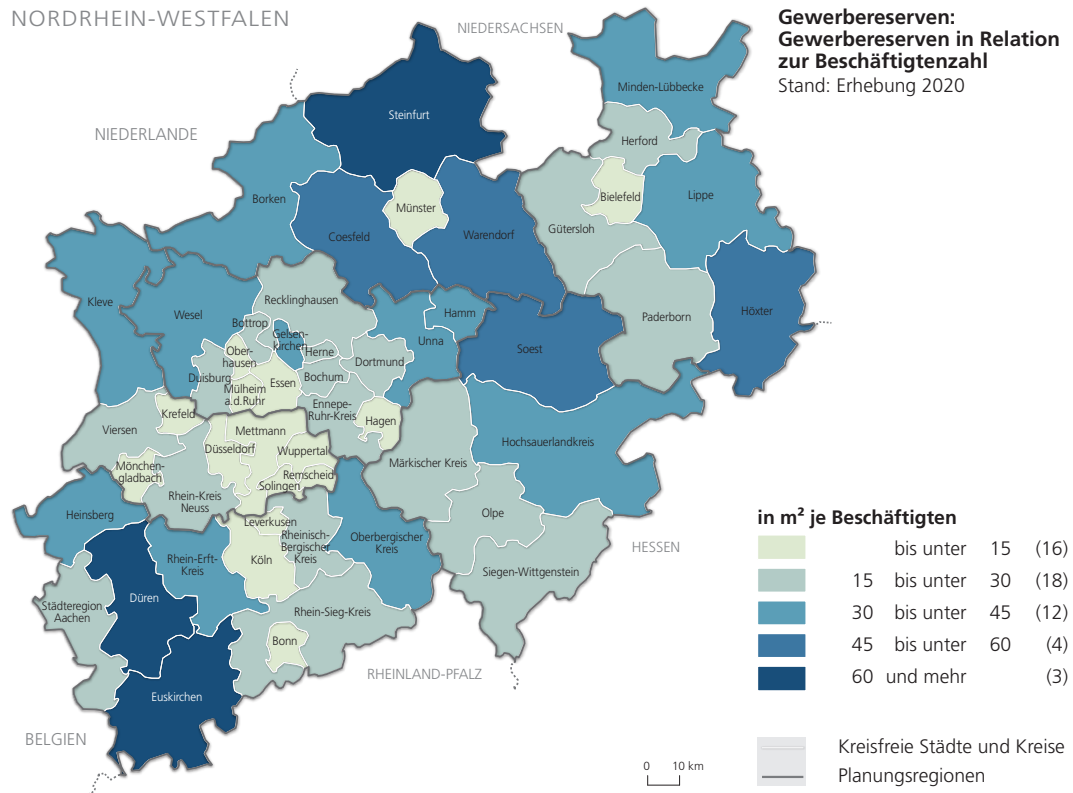 NORDRHEIN-WESTFALEN
Gewerbereserven:
Gewerbereserven in Relation
zur Beschäftigtenzahl
Stand: Erhebung 2020
NIEDERSACHSEN
NIEDERLANDE
Minden-Lübbecke
Steinfurt
Herford
Bielefeld
Lippe
Borken
Münster
Gütersloh
Coesfeld
Warendorf
Kleve
Recklinghausen
Wesel
Höxter
Hamm
Paderborn
Bottrop
Gelsen-
kirchen
Unna
Soest
Ober-
hausen
Herne
Dortmund
Duisburg
Essen
Bochum
Mülheim
a.d.Ruhr
Ennepe-
Ruhr-Kreis
Krefeld
Hagen
Viersen
Mettmann
Düsseldorf
Wuppertal
Hochsauerlandkreis
Märkischer Kreis
Mönchen-
gladbach
Remscheid
Solingen
Rhein-Kreis
Neuss
Heinsberg
Olpe
Leverkusen
Rheinisch-
Bergischer
Kreis
Oberbergischer
Kreis
HESSEN
Rhein-Erft-
Kreis
Köln
Siegen-Wittgenstein
Düren
Städteregion
Aachen
Rhein-Sieg-Kreis
Bonn
RHEINLAND-PFALZ
Euskirchen
BELGIEN
in m² je Beschäftigten
bis unter 15 (16)
15 bis unter 30 (18)
30 bis unter 45 (12)
45 bis unter 60 (4)
60 und mehr (3)
Kreisfreie Städte und Kreise
Planungsregionen
0 10 km